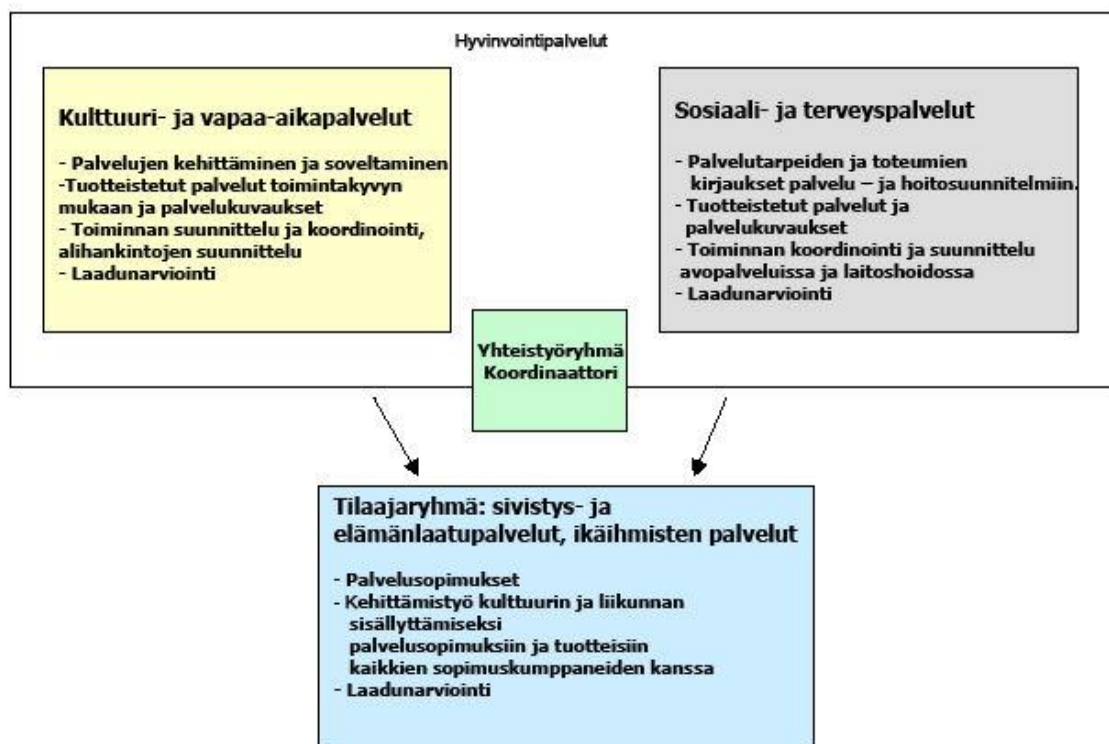 Hyvinvointipalvelut
Kulttuuri- ja vapaa-aikapalvelut
- Palvelujen kehittäminen ja soveltaminen
-Tuotteistetut palvelut toimintakyvyn
mukaan ja palvelukuvaukset
- Toiminnan suunnittelu ja koordinointi,
alihankintojen suunnittelu
- Laadunarviointi
Sosiaali- ja terveyspalvelut
- Palvelutarpeiden ja toteumien
kirjaukset palvelu – ja hoitosuunnitelmiin.
- Tuotteistetut palvelut ja
palvelukuvaukset
- Toiminnan koordinointi ja suunnittelu
avopalveluissa ja laitoshoidossa
- Laadunarviointi
Yhteistyöryhmä
Koordinaattori
Tilaajaryhmä: sivistys- ja
elämänlaatupalvelut, ikäihmisten palvelut
- Palvelusopimukset
- Kehittämistyö kulttuurin ja liikunnan
sisällyttämiseksi
palvelusopimuksiin ja tuotteisiin
kaikkien sopimuskumppaneiden kanssa
- Laadunarviointi